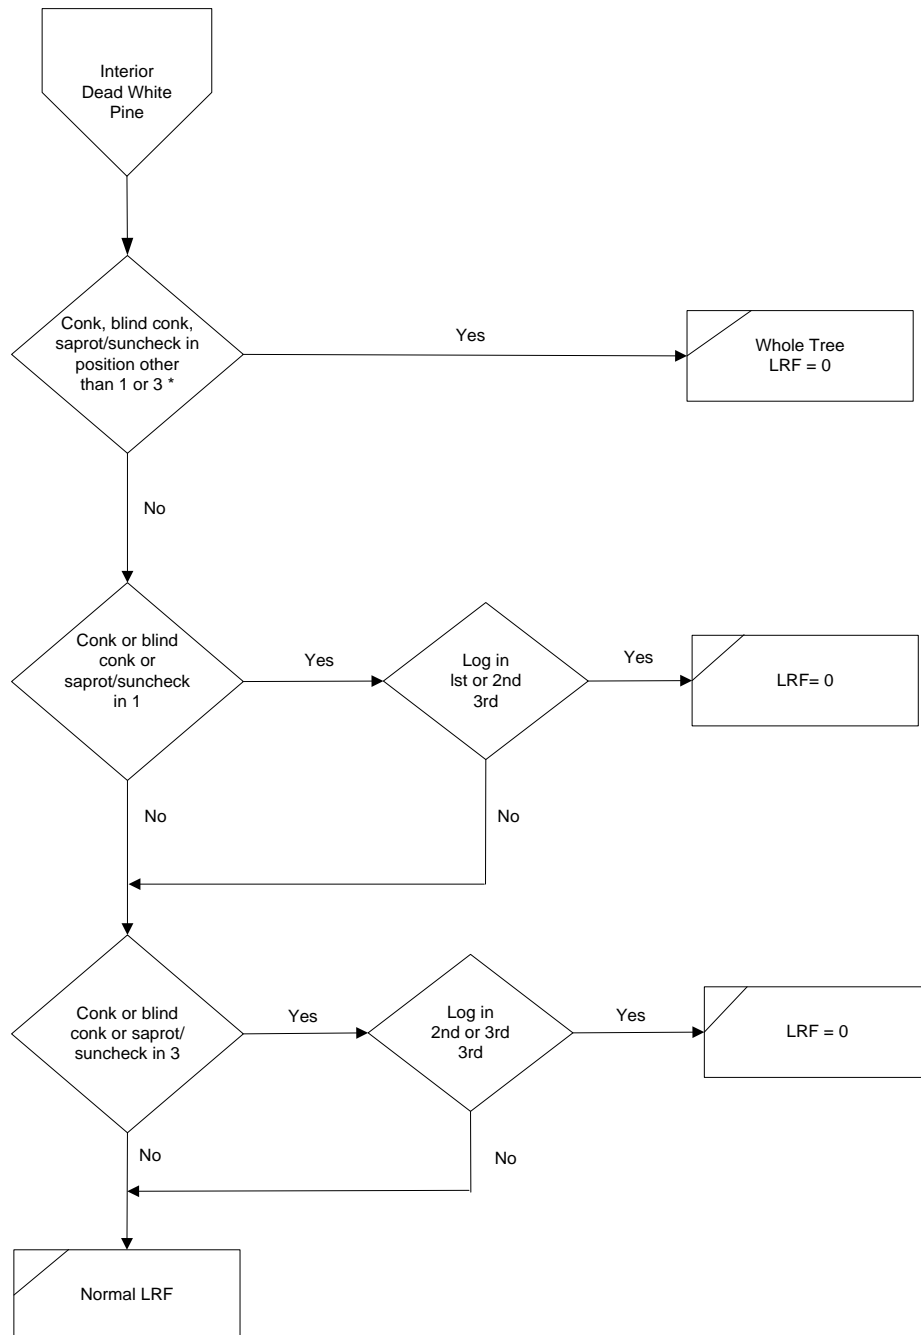 Interior
Dead White
Pine
Conk, blind conk,
saprot/suncheck in
position other
than 1 or 3 *
Yes
Whole Tree
LRF = 0
No
Conk or blind
conk or
saprot/suncheck
in 1
Yes
Log in
lst or 2nd
3rd
Yes
LRF= 0
No
No
Conk or blind
conk or saprot/
suncheck in 3
Yes
Log in
2nd or 3rd
3rd
Yes
LRF = 0
No
No
Normal LRF